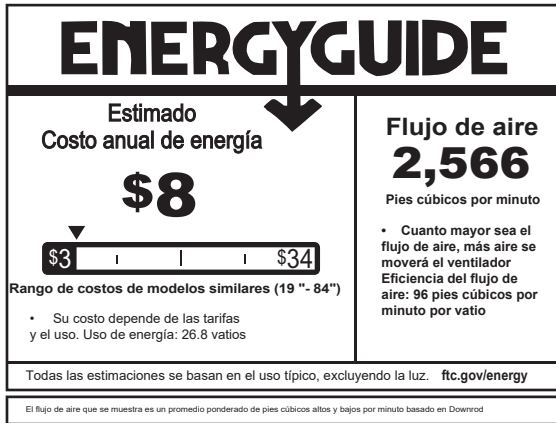 ENERGYGUIDE
Estimado
Costo anual de energía
$8
$3 $34
Rango de costos de modelos similares (19 "- 84")
• Su costo depende de las tarifas
y el uso. Uso de energía: 26.8 vatios
Flujo de aire
2,566
Pies cúbicos por minuto
• Cuanto mayor sea el
flujo de aire, más aire se
moverá el ventilador
Eficiencia del flujo de
aire: 96 pies cúbicos por
minuto por vatio
Todas las estimaciones se basan en el uso típico, excluyendo la luz. ftc.gov/energy
El flujo de aire que se muestra es un promedio ponderado de pies cúbicos altos y bajos por minuto basado en Downrod